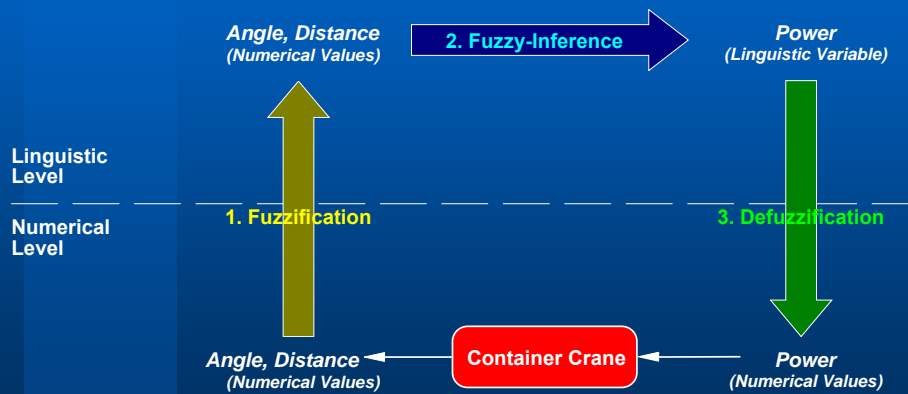 Angle, Distance
(Numerical Values)
2. Fuzzy-Inference
Power
(Linguistic Variable)
Linguistic
Level
1. Fuzzification
3. Defuzzification
Numerical
Level
Angle, Distance
(Numerical Values)
Container Crane
Power
(Numerical Values)